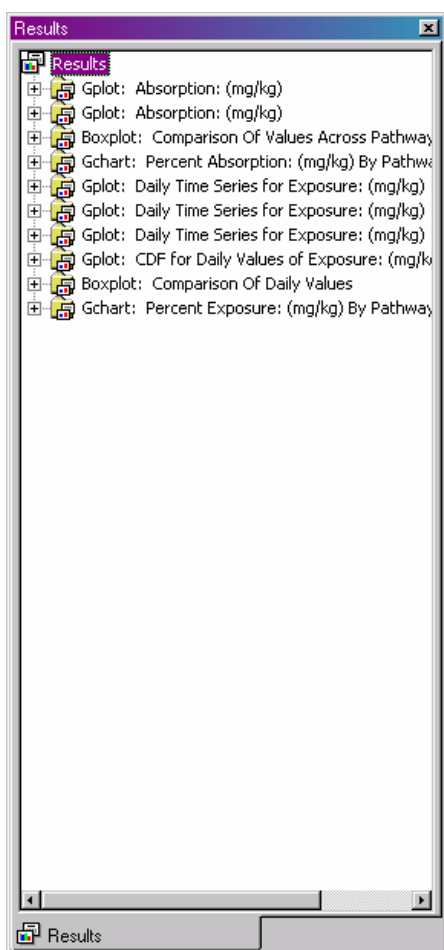 Results
Results
Gplot: Absorption: (mg/kg)
Gplot: Absorption: (mg/kg)
Boxplot: Comparison Of Values Across Pathway
Gchart: Percent Absorption: (mg/kg) By Pathwa
Gplot: Daily Time Series for Exposure: (mg/kg)
Gplot: Daily Time Series for Exposure: (mg/kg)
Gplot: Daily Time Series for Exposure: (mg/kg)
Gplot: CDF for Daily Values of Exposure: (mg/k
Boxplot: Comparison Of Daily Values
Gchart: Percent Exposure: (mg/kg) By Pathway
Results